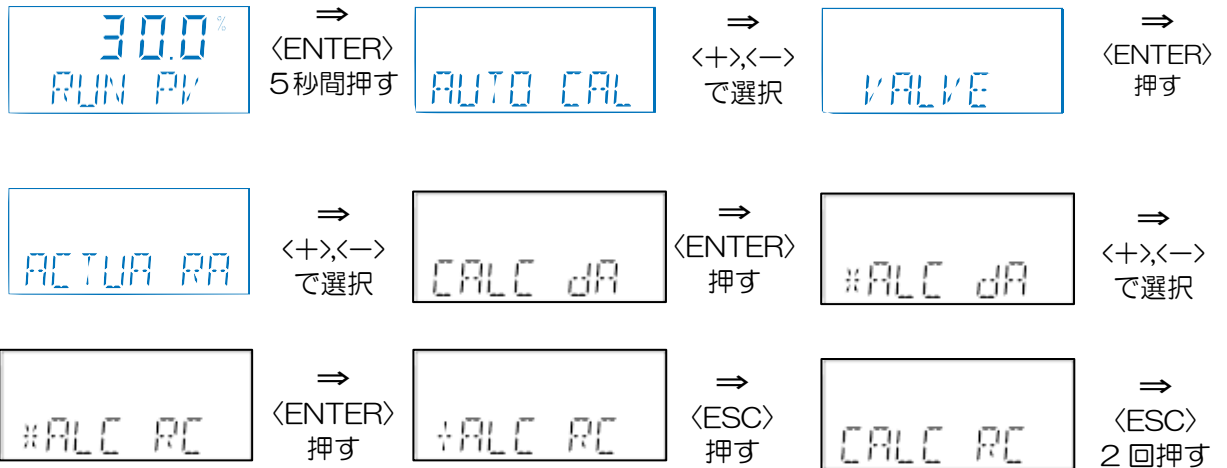 30.0%
RUN PV
⇒
〈ENTER〉
5秒間押す
AUTO CAL
⇒
<+>,<->
で選択
VALVE
⇒
〈ENTER〉
押す
ACTUA RA
⇒
<+>,<->
で選択
CALC dA
⇒
〈ENTER〉
押す
*ALC dA
⇒
<+>,<->
で選択
*ALC RC
⇒
〈ENTER〉
押す
+ALC RC
⇒
〈ESC〉
押す
CALC RC
⇒
〈ESC〉
2回押す